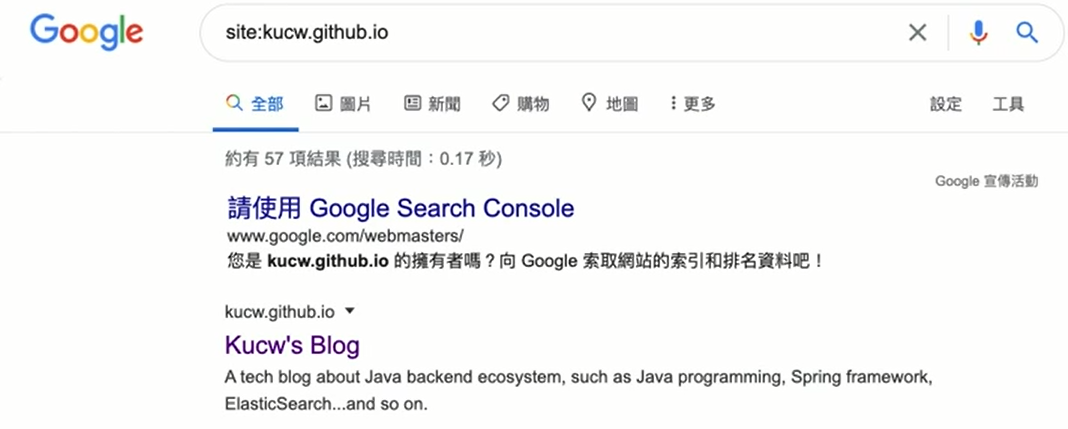 Google
site:kucw.github.io
全部 圖片 新聞 購物 地圖 更多 設定 工具
約有 57 項結果 (搜尋時間：0.17 秒)
Google 宣傳活動
請使用 Google Search Console
www.google.com/webmasters/
您是 kucw.github.io 的擁有者嗎？向 Google 索取網站的索引和排名資料吧！
kucw.github.io
Kucw's Blog
A tech blog about Java backend ecosystem, such as Java programming, Spring framework,
ElasticSearch...and so on.